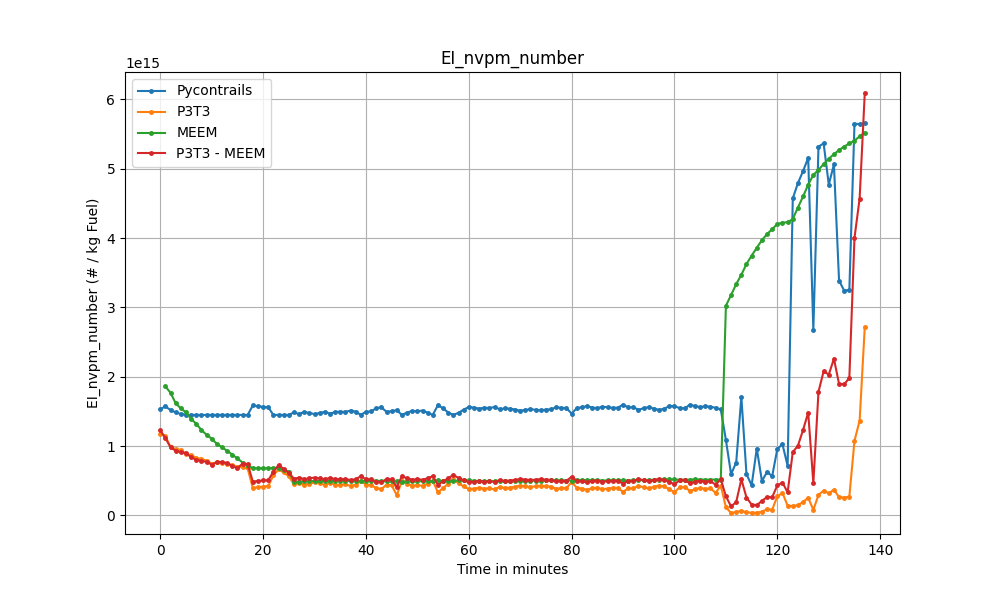 EI_nvpm_number
1e15
Pycontrails
P3T3
MEEM
P3T3 - MEEM
EI_nvpm_number (# / kg Fuel)
6
5
4
3
2
1
0
0 20 40 60 80 100 120 140
Time in minutes